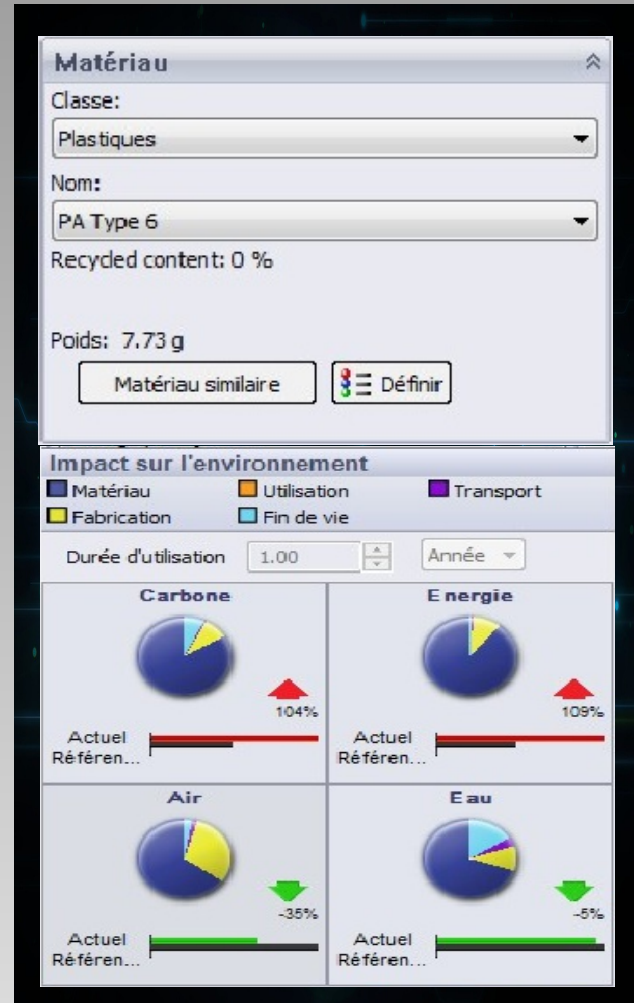 Matériau
Classe:
Plastiques
Nom:
PA Type 6
Recycled content: 0 %
Poids: 7.73 g
Matériau similaire
Définir
Impact sur l'environnement
Matériau Utilisation Transport
Fabrication Fin de vie
Durée d'utilisation 1.00 Année
Carbone Energie
104% 109%
Actuel Actuel
Référen... Référen...
Air Eau
-35% -5%
Actuel Actuel
Référen... Référen...